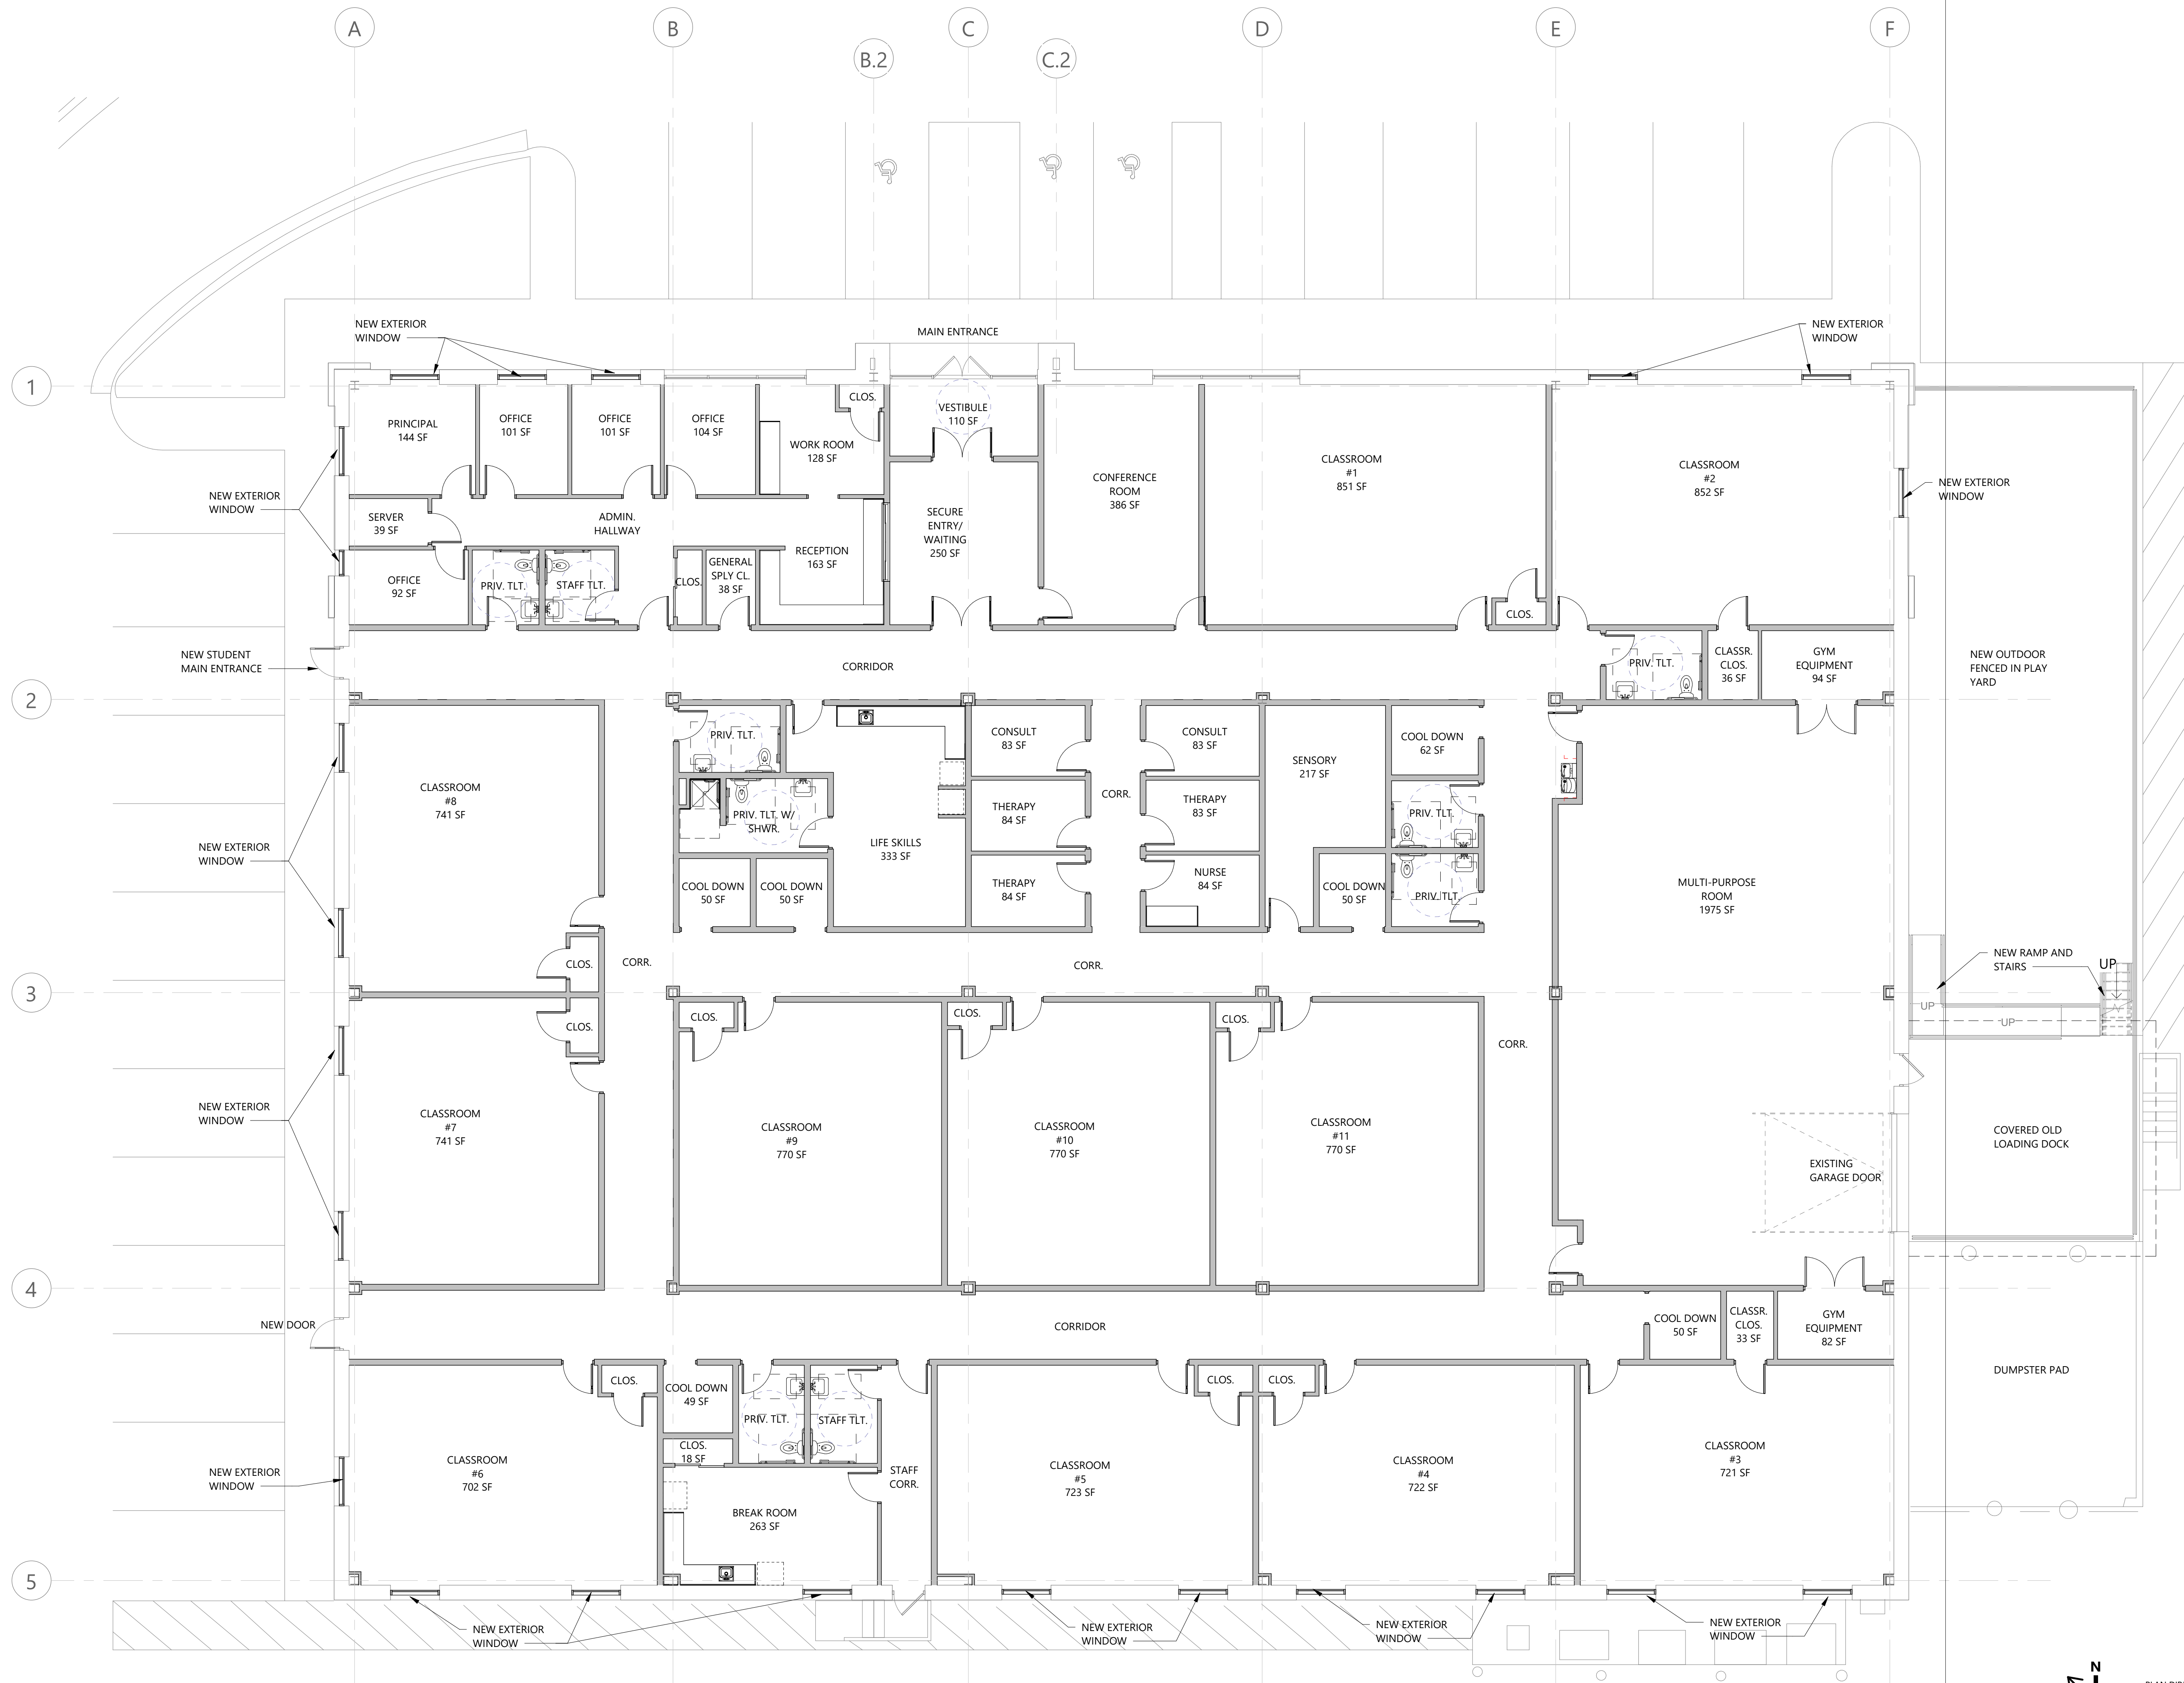 A
B
C
D
E
F
B.2
C.2
MAIN ENTRANCE
NEW EXTERIOR
WINDOW
NEW EXTERIOR
WINDOW
1
CLOS.
VESTIBULE
110 SF
PRINCIPAL
144 SF
OFFICE
101 SF
OFFICE
101 SF
OFFICE
104 SF
WORK ROOM
128 SF
CONFERENCE
ROOM
386 SF
CLASSROOM
#1
851 SF
CLASSROOM
#2
852 SF
NEW EXTERIOR
WINDOW
NEW EXTERIOR
WINDOW
SERVER
39 SF
ADMIN.
HALLWAY
SECURE
ENTRY/
WAITING
250 SF
RECEPTION
163 SF
OFFICE
92 SF
PRIV. TLT.
STAFF TLT.
CLOS.
GENERAL
SPLY CL.
38 SF
CLOS.
NEW STUDENT
MAIN ENTRANCE
CORRIDOR
PRIV. TLT.
CLASSR.
CLOS.
36 SF
GYM
EQUIPMENT
94 SF
NEW OUTDOOR
FENCED IN PLAY
YARD
2
PRIV. TLT.
CONSULT
83 SF
CONSULT
83 SF
SENSORY
217 SF
COOL DOWN
62 SF
CLASSROOM
#8
741 SF
PRIV. TLT. W/
SHWR.
THERAPY
84 SF
CORR.
THERAPY
83 SF
PRIV. TLT.
NEW EXTERIOR
WINDOW
LIFE SKILLS
333 SF
COOL DOWN
50 SF
COOL DOWN
50 SF
THERAPY
84 SF
NURSE
84 SF
COOL DOWN
50 SF
PRIV. TLT.
MULTI-PURPOSE
ROOM
1975 SF
CLOS.
CORR.
CORR.
NEW RAMP AND
STAIRS
UP
3
UP
UP
CLOS.
CLOS.
CLOS.
CLOS.
CORR.
NEW EXTERIOR
WINDOW
CLASSROOM
#7
741 SF
CLASSROOM
#9
770 SF
CLASSROOM
#10
770 SF
CLASSROOM
#11
770 SF
COVERED OLD
LOADING DOCK
EXISTING
GARAGE DOOR
4
NEW DOOR
CORRIDOR
COOL DOWN
50 SF
CLASSR.
CLOS.
33 SF
GYM
EQUIPMENT
82 SF
DUMPSTER PAD
CLOS.
COOL DOWN
49 SF
PRIV. TLT.
STAFF TLT.
CLOS.
CLOS.
CLOS.
18 SF
NEW EXTERIOR
WINDOW
CLASSROOM
#6
702 SF
BREAK ROOM
263 SF
STAFF
CORR.
CLASSROOM
#5
723 SF
CLASSROOM
#4
722 SF
CLASSROOM
#3
721 SF
5
NEW EXTERIOR
WINDOW
NEW EXTERIOR
WINDOW
NEW EXTERIOR
WINDOW
NEW EXTERIOR
WINDOW
N